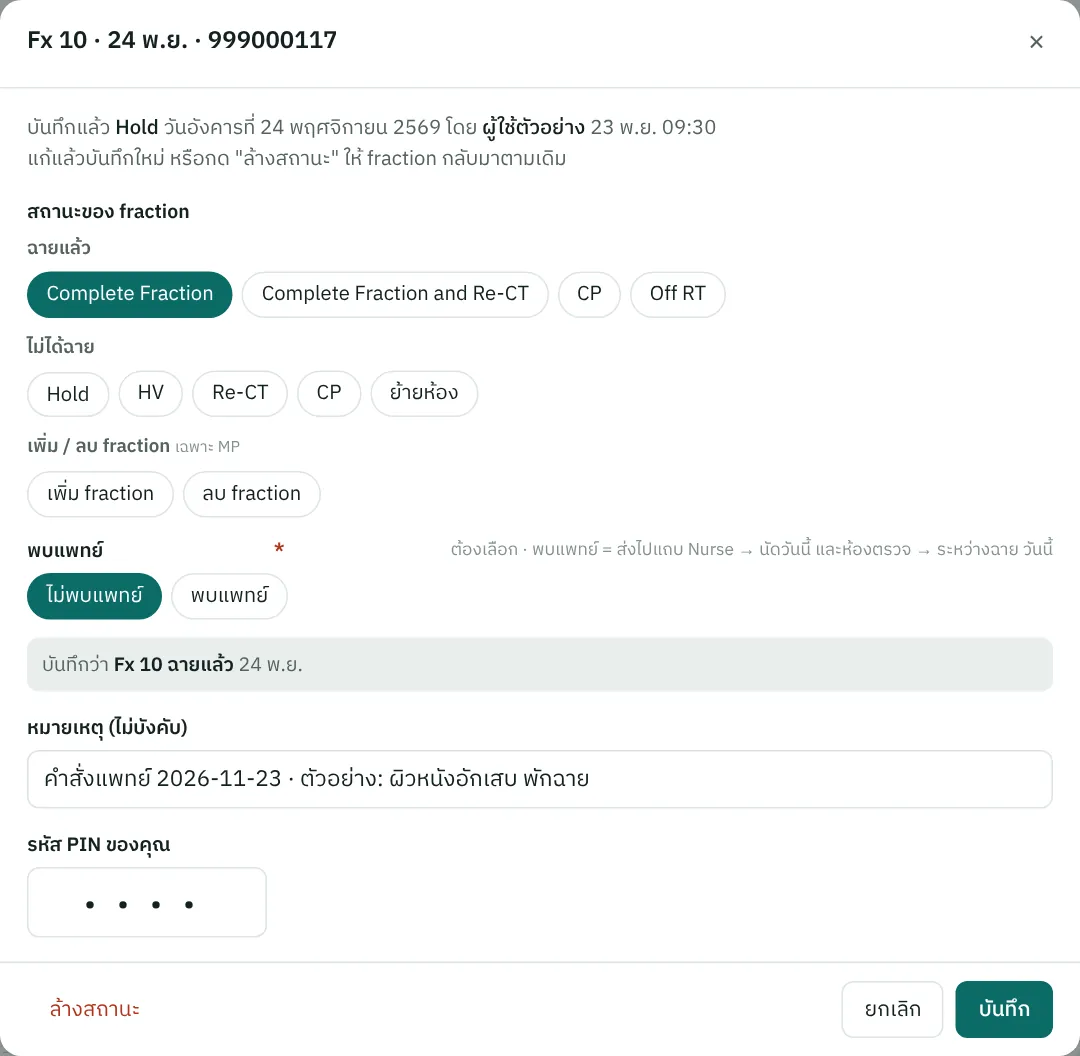 Fx 10 · 24 พ.ย. · 999000117
×
บันทึกแล้ว Hold วันอังคารที่ 24 พฤศจิกายน 2569 โดย ผู้ใช้ตัวอย่าง 23 พ.ย. 09:30
แก้แล้วบันทึกใหม่ หรือกด "ล้างสถานะ" ให้ fraction กลับมาตามเดิม
สถานะของ fraction
ฉายแล้ว
Complete Fraction Complete Fraction and Re-CT CP Off RT
ไม่ได้ฉาย
Hold HV Re-CT CP ย้ายห้อง
เพิ่ม / ลบ fraction เฉพาะ MP
เพิ่ม fraction ลบ fraction
พบแพทย์ * ต้องเลือก · พบแพทย์ = ส่งไปแถบ Nurse → นัดวันนี้ และห้องตรวจ → ระหว่างฉาย วันนี้
ไม่พบแพทย์ พบแพทย์
บันทึกว่า Fx 10 ฉายแล้ว 24 พ.ย.
หมายเหตุ (ไม่บังคับ)
คำสั่งแพทย์ 2026-11-23 · ตัวอย่าง: ผิวหนังอักเสบ พักฉาย
รหัส PIN ของคุณ
• • • •
ล้างสถานะ ยกเลิก บันทึก